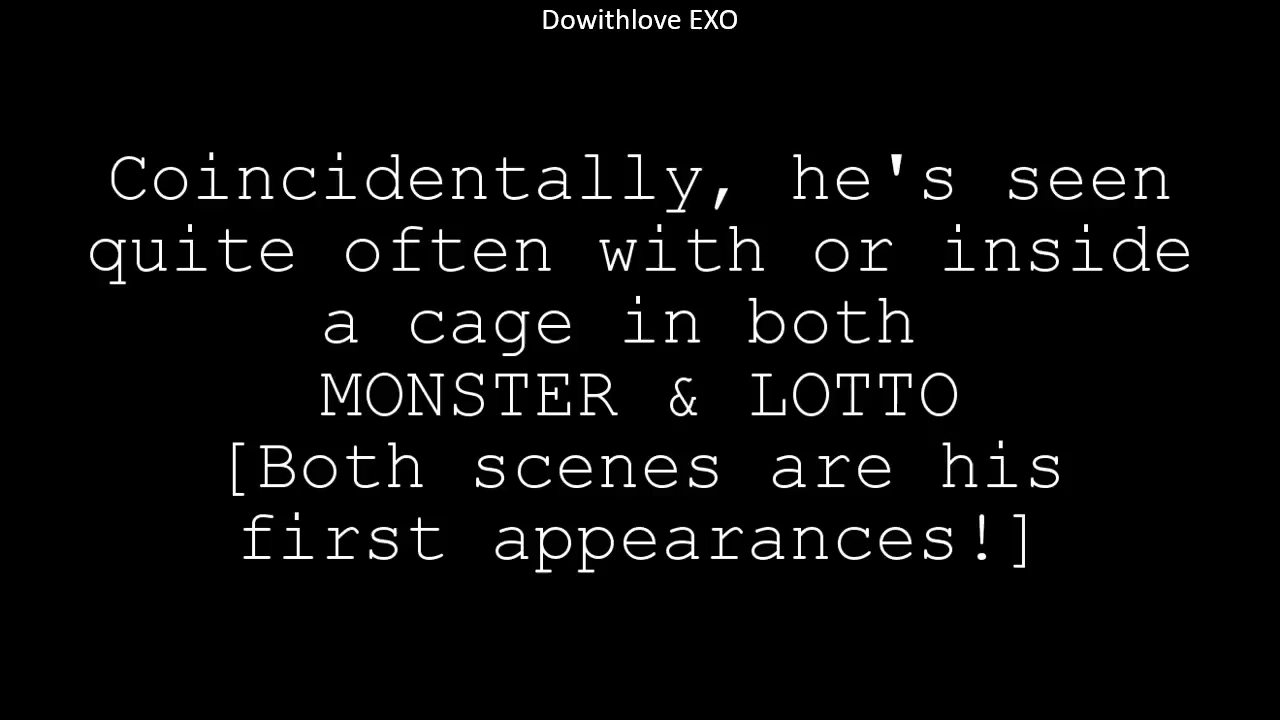 Dowithlove EXO
Coincidentally, he's seen
quite often with or inside
a cage in both
MONSTER & LOTTO
[Both scenes are his
first appearances!]